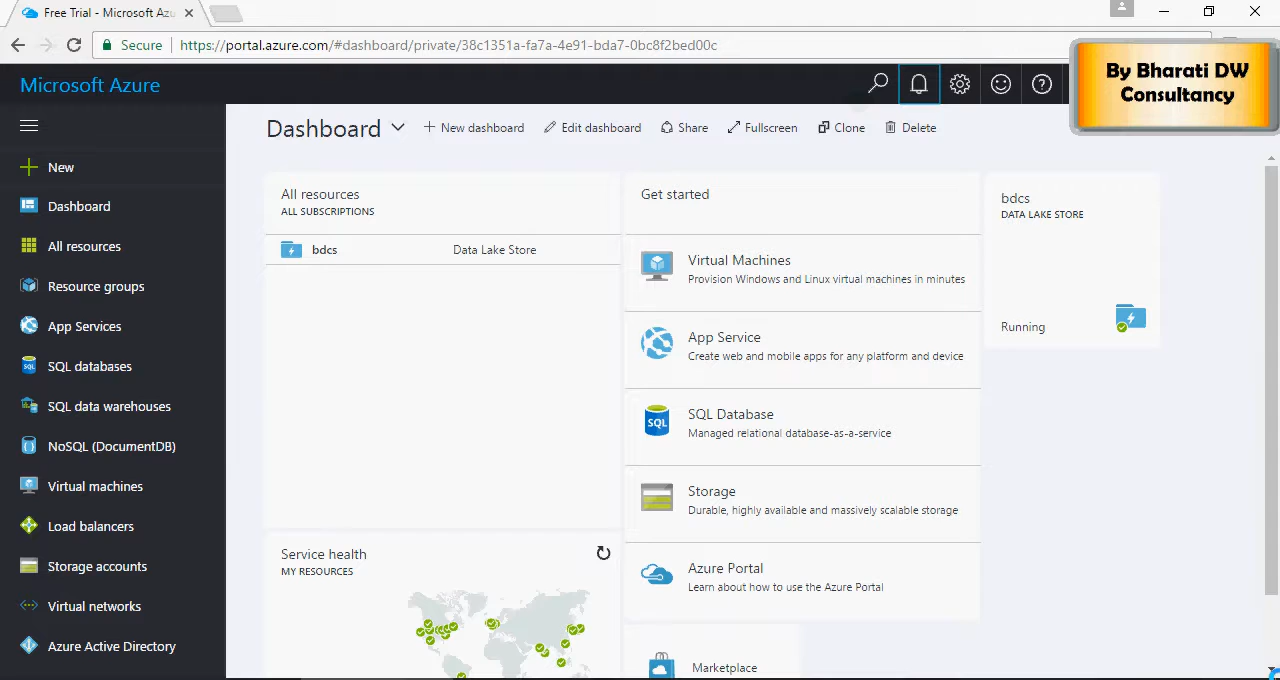 Free Trial - Microsoft Azu
Secure
https://portal.azure.com/#dashboard/private/38c1351a-fa7a-4e91-bda7-0bc8f2bed00c
Microsoft Azure
By Bharati DW
Consultancy
Dashboard
New dashboard
Edit dashboard
Share
Fullscreen
Clone
Delete
New
Dashboard
All resources
Resource groups
App Services
SQL databases
SQL data warehouses
NoSQL (DocumentDB)
Virtual machines
Load balancers
Storage accounts
Virtual networks
Azure Active Directory
All resources
ALL SUBSCRIPTIONS
bdcs Data Lake Store
Service health
MY RESOURCES
Get started
Virtual Machines
Provision Windows and Linux virtual machines in minutes
App Service
Create web and mobile apps for any platform and device
SQL
SQL Database
Managed relational database-as-a-service
Storage
Durable, highly available and massively scalable storage
Azure Portal
Learn about how to use the Azure Portal
Marketplace
bdcs
DATA LAKE STORE
Running